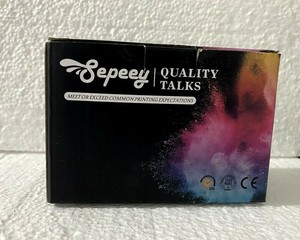 Sepeey
QUALITY
TALKS
MEET OR EXCEED COMMON PRINTING EXPECTATIONS
CE